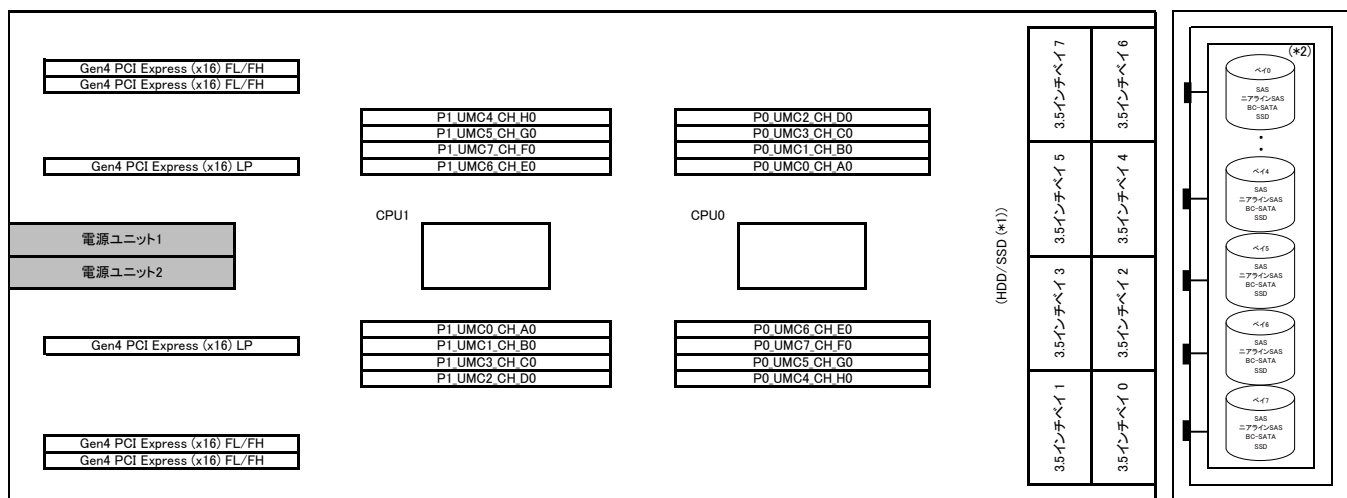 Gen4 PCI Express (x16) FL/FH
Gen4 PCI Express (x16) FL/FH
Gen4 PCI Express (x16) LP
電源ユニット1
電源ユニット2
Gen4 PCI Express (x16) LP
Gen4 PCI Express (x16) FL/FH
Gen4 PCI Express (x16) FL/FH
P1_UMC4_CH_H0
P1_UMC5_CH_G0
P1_UMC7_CH_F0
P1_UMC6_CH_E0
CPU1
P1_UMC0_CH_A0
P1_UMC1_CH_B0
P1_UMC3_CH_C0
P1_UMC2_CH_D0
P0_UMC2_CH_D0
P0_UMC3_CH_C0
P0_UMC1_CH_B0
P0_UMC0_CH_A0
CPU0
P0_UMC6_CH_E0
P0_UMC7_CH_F0
P0_UMC5_CH_G0
P0_UMC4_CH_H0
(HDD/SSD (*1))
3.5インチベイ 7
3.5インチベイ 6
3.5インチベイ 5
3.5インチベイ 4
3.5インチベイ 3
3.5インチベイ 2
3.5インチベイ 1
3.5インチベイ 0
(*2)
ベイ0
SAS
ニアラインSAS
BC-SATA
SSD
・
・
ベイ4
SAS
ニアラインSAS
BC-SATA
SSD
ベイ5
SAS
ニアラインSAS
BC-SATA
SSD
ベイ6
SAS
ニアラインSAS
BC-SATA
SSD
ベイ7
SAS
ニアラインSAS
BC-SATA
SSD